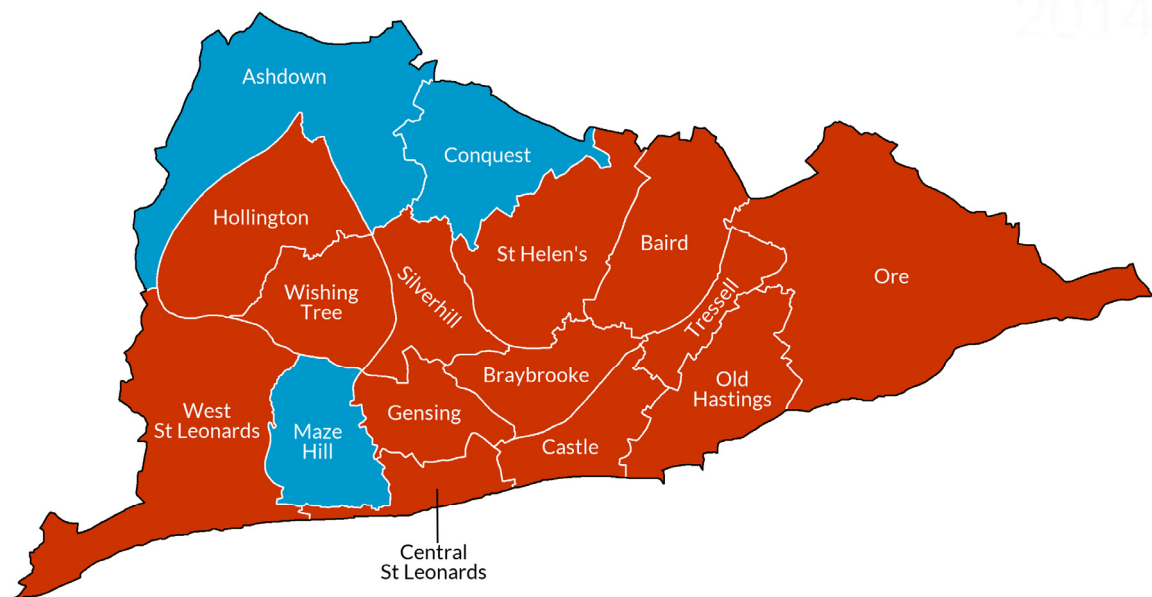 2014
Ashdown
Conquest
Hollington
St Helen's
Baird
Ore
Silverhill
Wishing
Tree
Tressell
Braybrooke
Old
Hastings
West
St Leonards
Maze
Hill
Gensing
Castle
Central
St Leonards